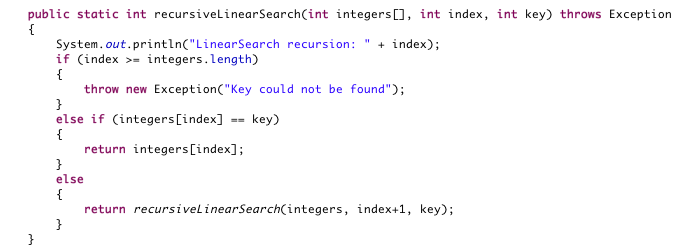 public static int recursiveLinearSearch(int integers[], int index, int key) throws Exception
{
System.out.println("LinearSearch recursion: " + index);
if (index >= integers.length)
{
throw new Exception("Key could not be found");
}
else if (integers[index] == key)
{
return integers[index];
}
else
{
return recursiveLinearSearch(integers, index+1, key);
}
}